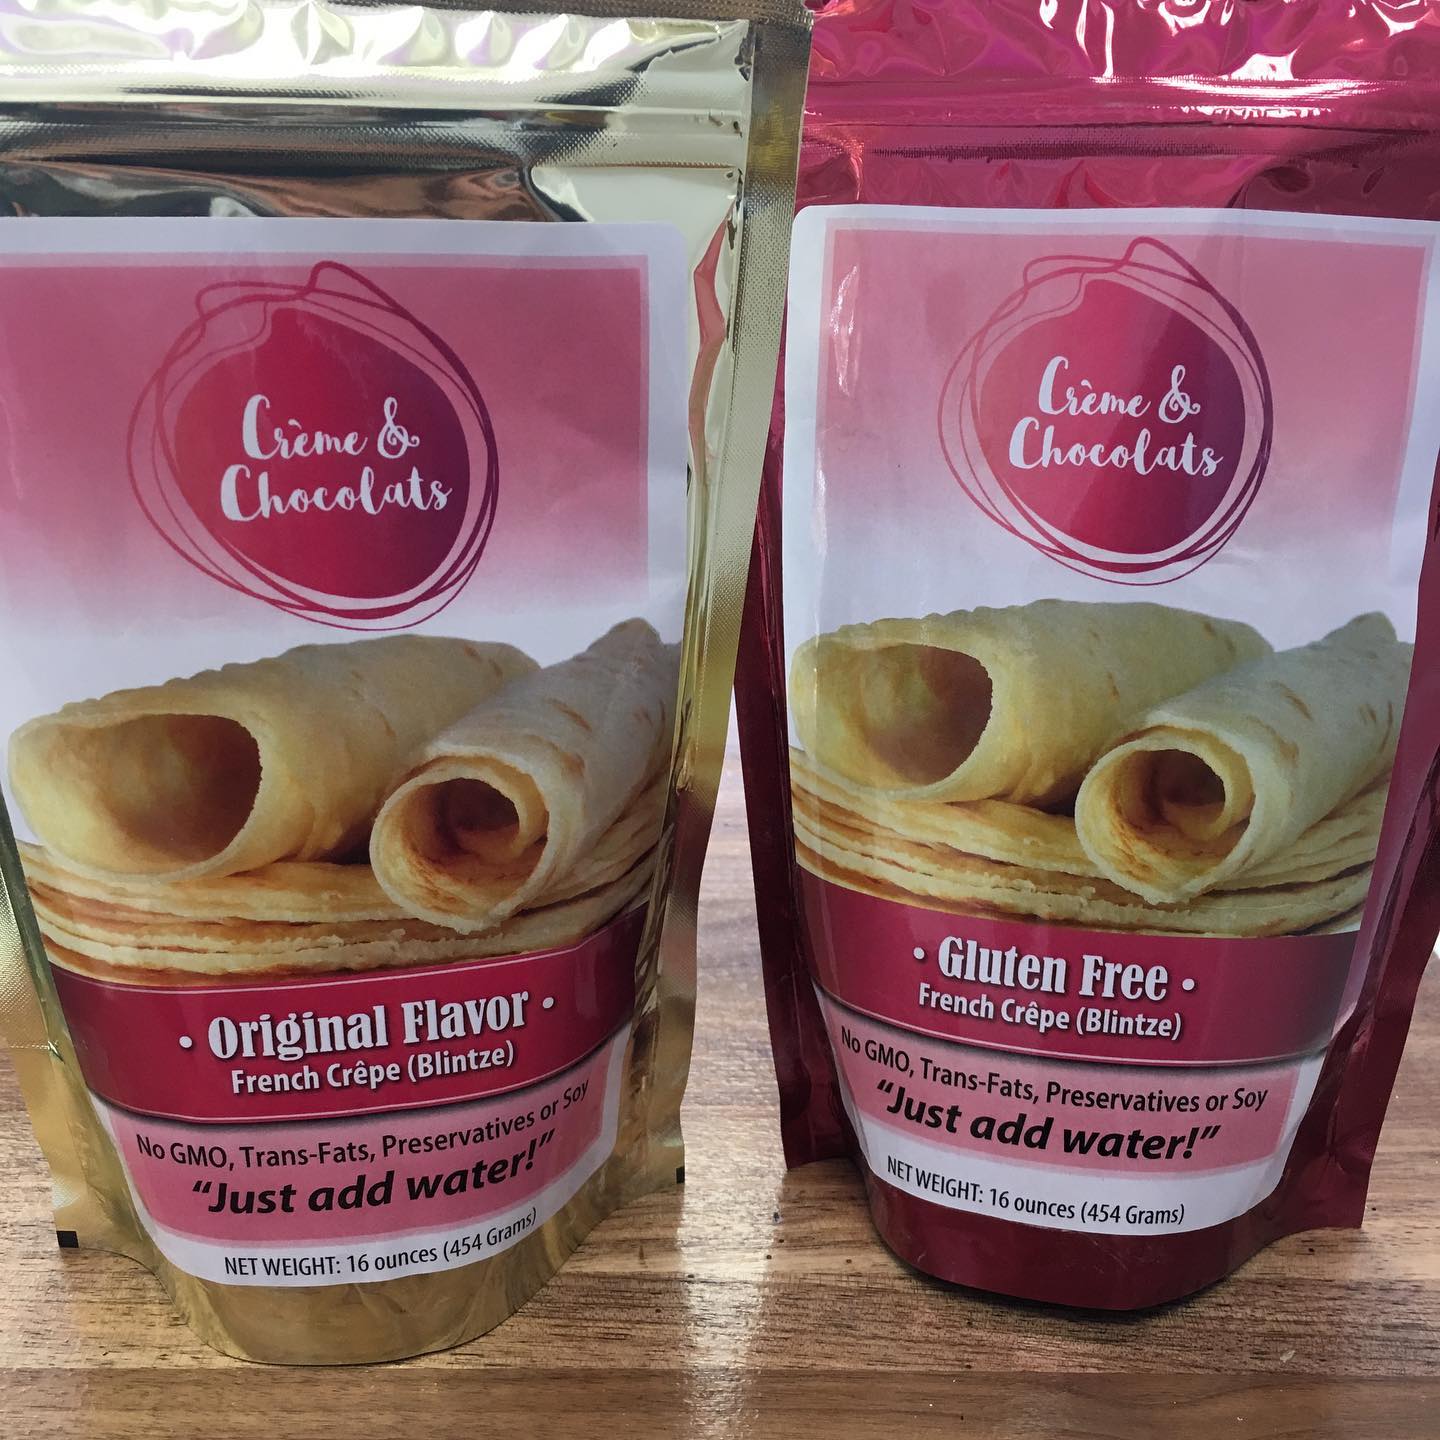 Crème &
Chocolats
• Original Flavor •
French Crêpe (Blintze)
No GMO, Trans-Fats, Preservatives or Soy
“Just add water!”
NET WEIGHT: 16 ounces (454 Grams)
Crème &
Chocolats
• Gluten Free •
French Crêpe (Blintze)
No GMO, Trans-Fats, Preservatives or Soy
“Just add water!”
NET WEIGHT: 16 ounces (454 Grams)